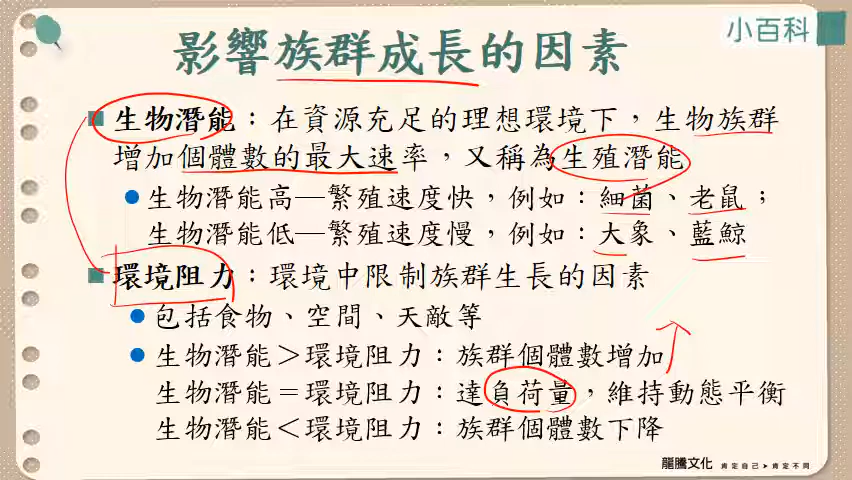 小百科
影響族群成長的因素
生物潛能：在資源充足的理想環境下，生物族群
增加個體數的最大速率，又稱為生殖潛能
生物潛能高—繁殖速度快，例如：細菌、老鼠；
生物潛能低—繁殖速度慢，例如：大象、藍鯨
環境阻力：環境中限制族群生長的因素
包括食物、空間、天敵等
生物潛能＞環境阻力：族群個體數增加
生物潛能＝環境阻力：達負荷量，維持動態平衡
生物潛能＜環境阻力：族群個體數下降
龍騰文化 肯定自己➤肯定不同